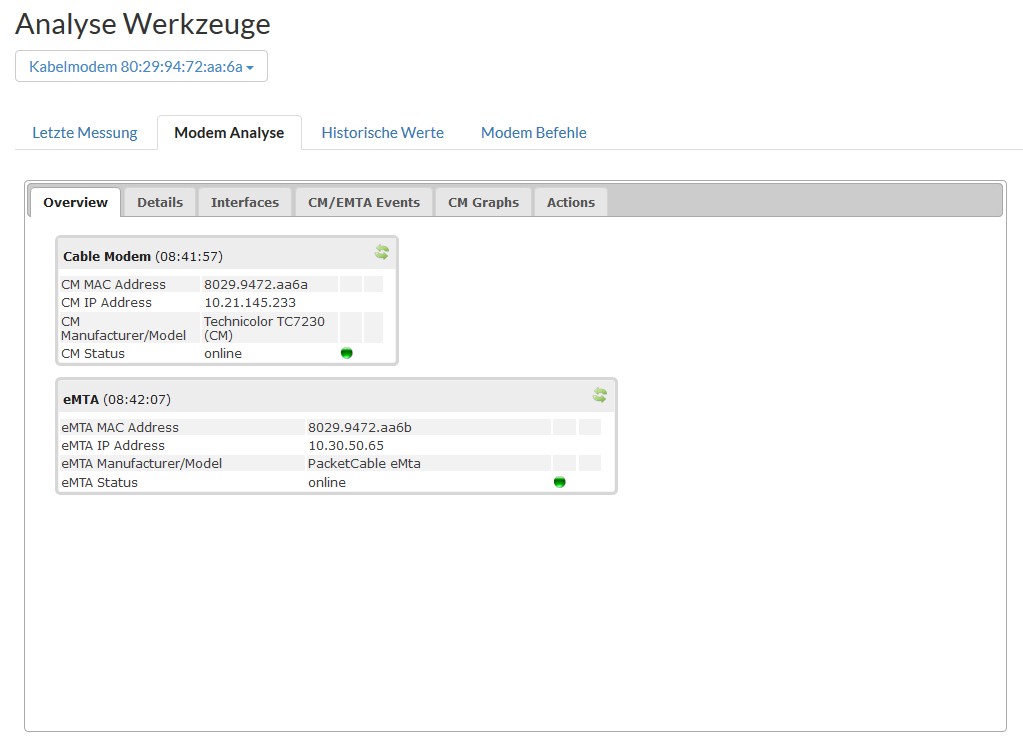 Analyse Werkzeuge
Kabelmodem 80:29:94:72:aa:6a
Letzte Messung Modem Analyse Historische Werte Modem Befehle
Overview Details Interfaces CM/EMTA Events CM Graphs Actions
Cable Modem (08:41:57)
CM MAC Address 8029.9472.aa6a
CM IP Address 10.21.145.233
CM Technicolor TC7230
Manufacturer/Model (CM)
CM Status online
eMTA (08:42:07)
eMTA MAC Address 8029.9472.aa6b
eMTA IP Address 10.30.50.65
eMTA Manufacturer/Model PacketCable eMta
eMTA Status online